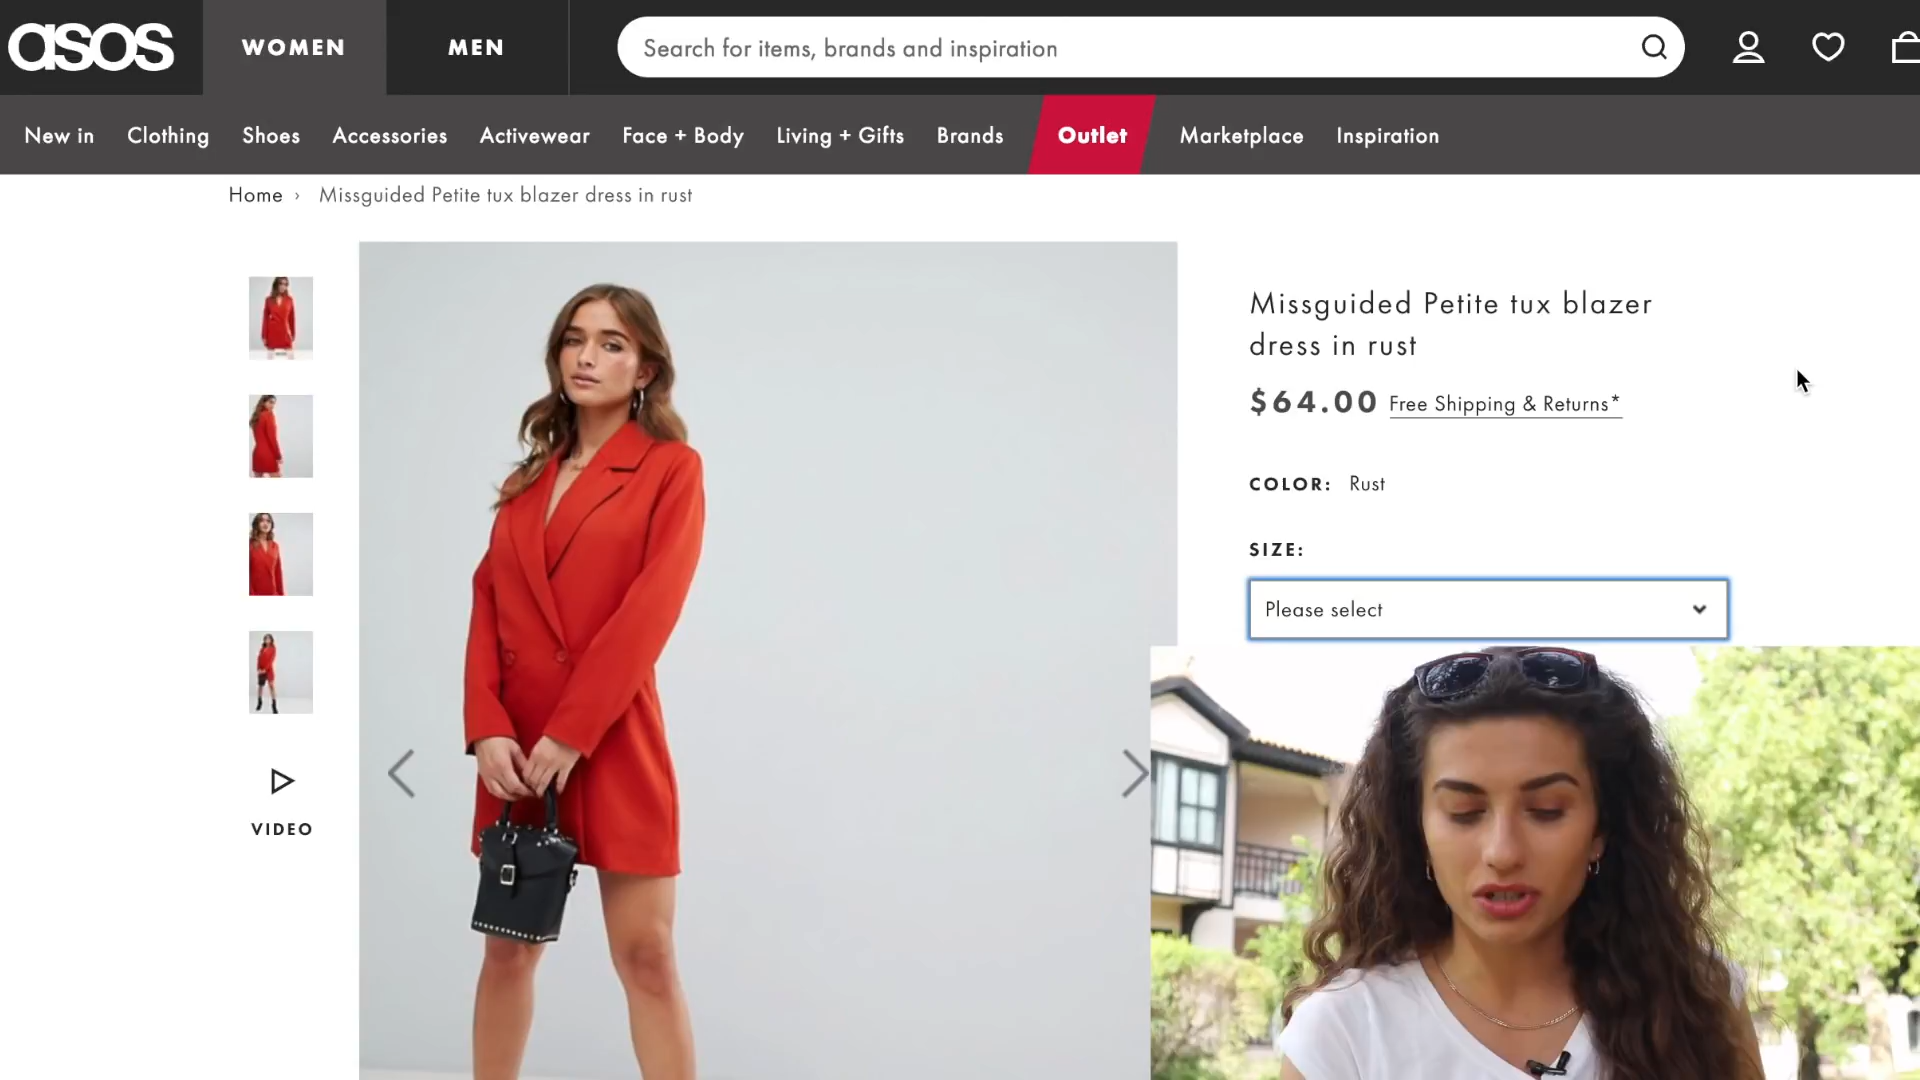 asos
WOMEN
MEN
Search for items, brands and inspiration
New in
Clothing
Shoes
Accessories
Activewear
Face + Body
Living + Gifts
Brands
Outlet
Marketplace
Inspiration
Home › Missguided Petite tux blazer dress in rust
Missguided Petite tux blazer
dress in rust
$64.00 Free Shipping & Returns*
COLOR: Rust
SIZE:
Please select
VIDEO